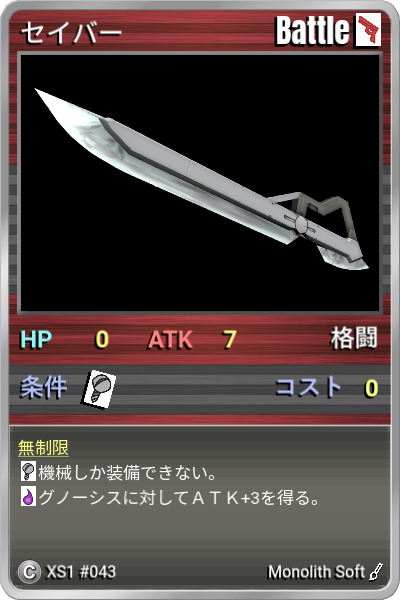 セイバー Battle
HP 0 ATK 7 格闘
条件 コスト 0
無制限
機械しか装備できない。
グノーシスに対してＡＴＫ+3を得る。
C XS1 #043 Monolith Soft